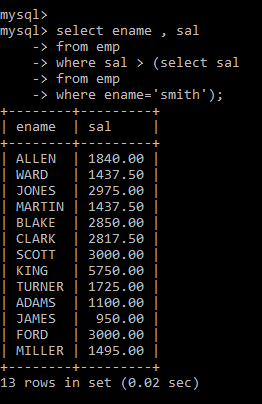 mysql>
mysql> select ename , sal
    -> from emp
    -> where sal > (select sal
    -> from emp
    -> where ename='smith');
+--------+---------+
| ename  | sal     |
+--------+---------+
| ALLEN  | 1840.00 |
| WARD   | 1437.50 |
| JONES  | 2975.00 |
| MARTIN | 1437.50 |
| BLAKE  | 2850.00 |
| CLARK  | 2817.50 |
| SCOTT  | 3000.00 |
| KING   | 5750.00 |
| TURNER | 1725.00 |
| ADAMS  | 1100.00 |
| JAMES  |  950.00 |
| FORD   | 3000.00 |
| MILLER | 1495.00 |
+--------+---------+
13 rows in set (0.02 sec)